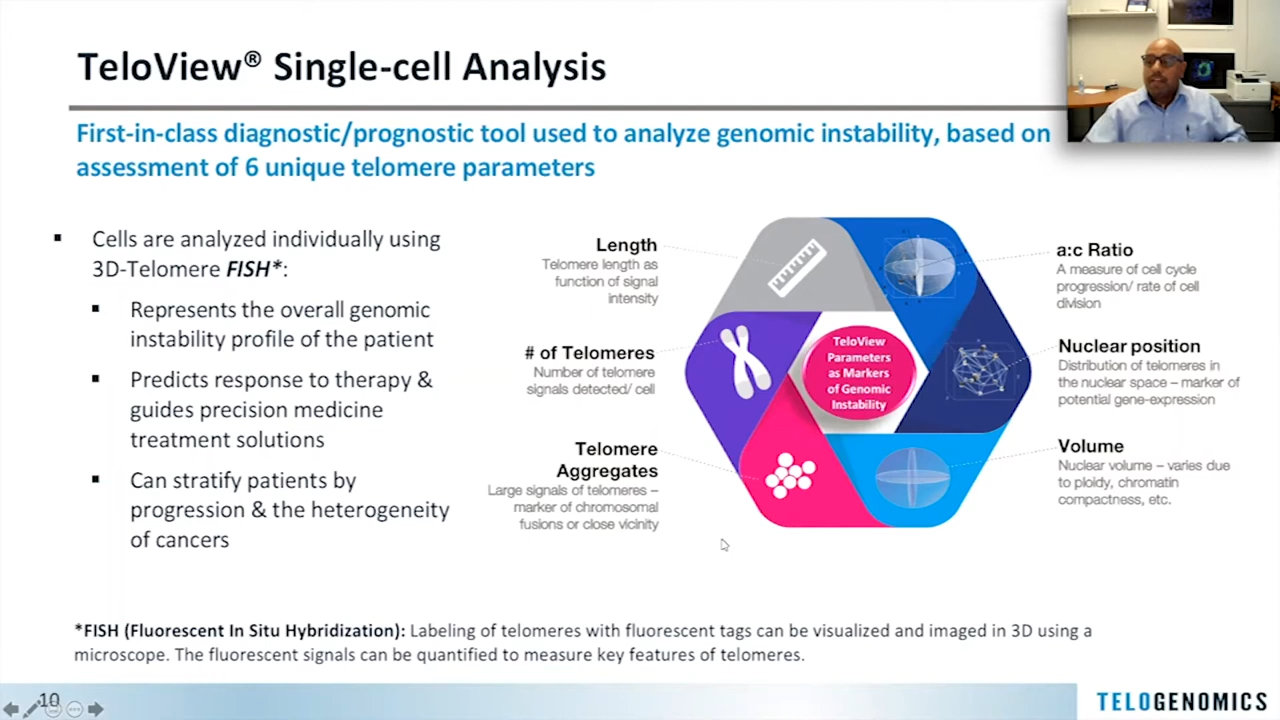 TeloView® Single-cell Analysis
First-in-class diagnostic/prognostic tool used to analyze genomic instability, based on
assessment of 6 unique telomere parameters
▪ Cells are analyzed individually using
3D-Telomere FISH*:
▪ Represents the overall genomic
instability profile of the patient
▪ Predicts response to therapy &
guides precision medicine
treatment solutions
▪ Can stratify patients by
progression & the heterogeneity
of cancers
Length
Telomere length as
function of signal
intensity
# of Telomeres
Number of telomere
signals detected/ cell
Telomere
Aggregates
Large signals of telomeres –
marker of chromosomal
fusions or close vicinity
TeloView
Parameters
as Markers
of Genomic
Instability
a:c Ratio
A measure of cell cycle
progression/ rate of cell
division
Nuclear position
Distribution of telomeres in
the nuclear space – marker of
potential gene-expression
Volume
Nuclear volume – varies due
to ploidy, chromatin
compactness, etc.
*FISH (Fluorescent In Situ Hybridization): Labeling of telomeres with fluorescent tags can be visualized and imaged in 3D using a
microscope. The fluorescent signals can be quantified to measure key features of telomeres.
10
TELOGENOMICS